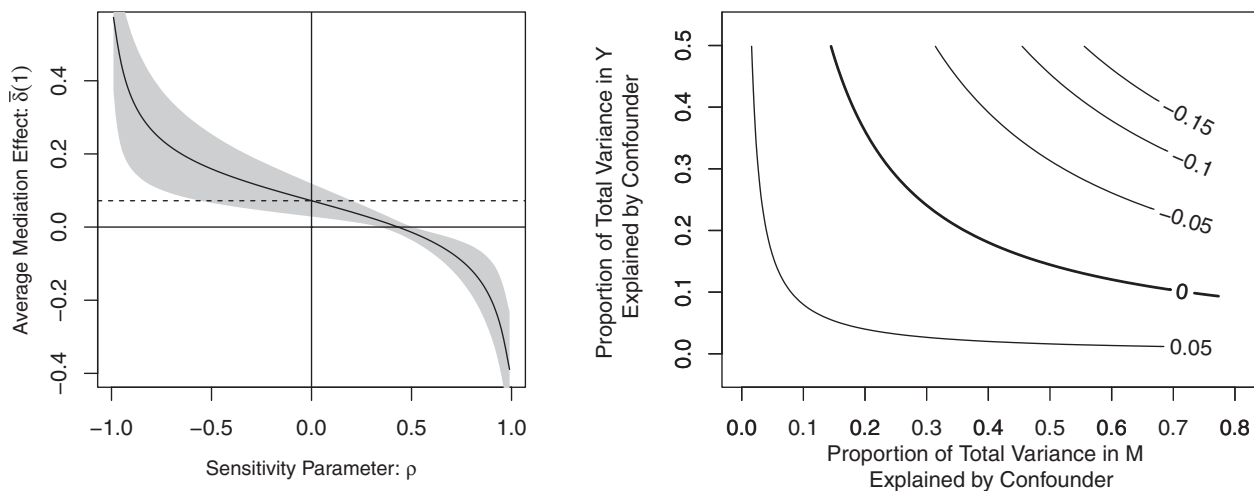 Average Mediation Effect: δ̄(1)
0.4
0.2
0.0
−0.2
−0.4
−1.0 −0.5 0.0 0.5 1.0
Sensitivity Parameter: ρ
Proportion of Total Variance in Y
Explained by Confounder
0.5
0.4
0.3
0.2
0.1
0.0
−0.15
−0.1
−0.05
0
0.05
0.0 0.1 0.2 0.3 0.4 0.5 0.6 0.7 0.8
Proportion of Total Variance in M
Explained by Confounder